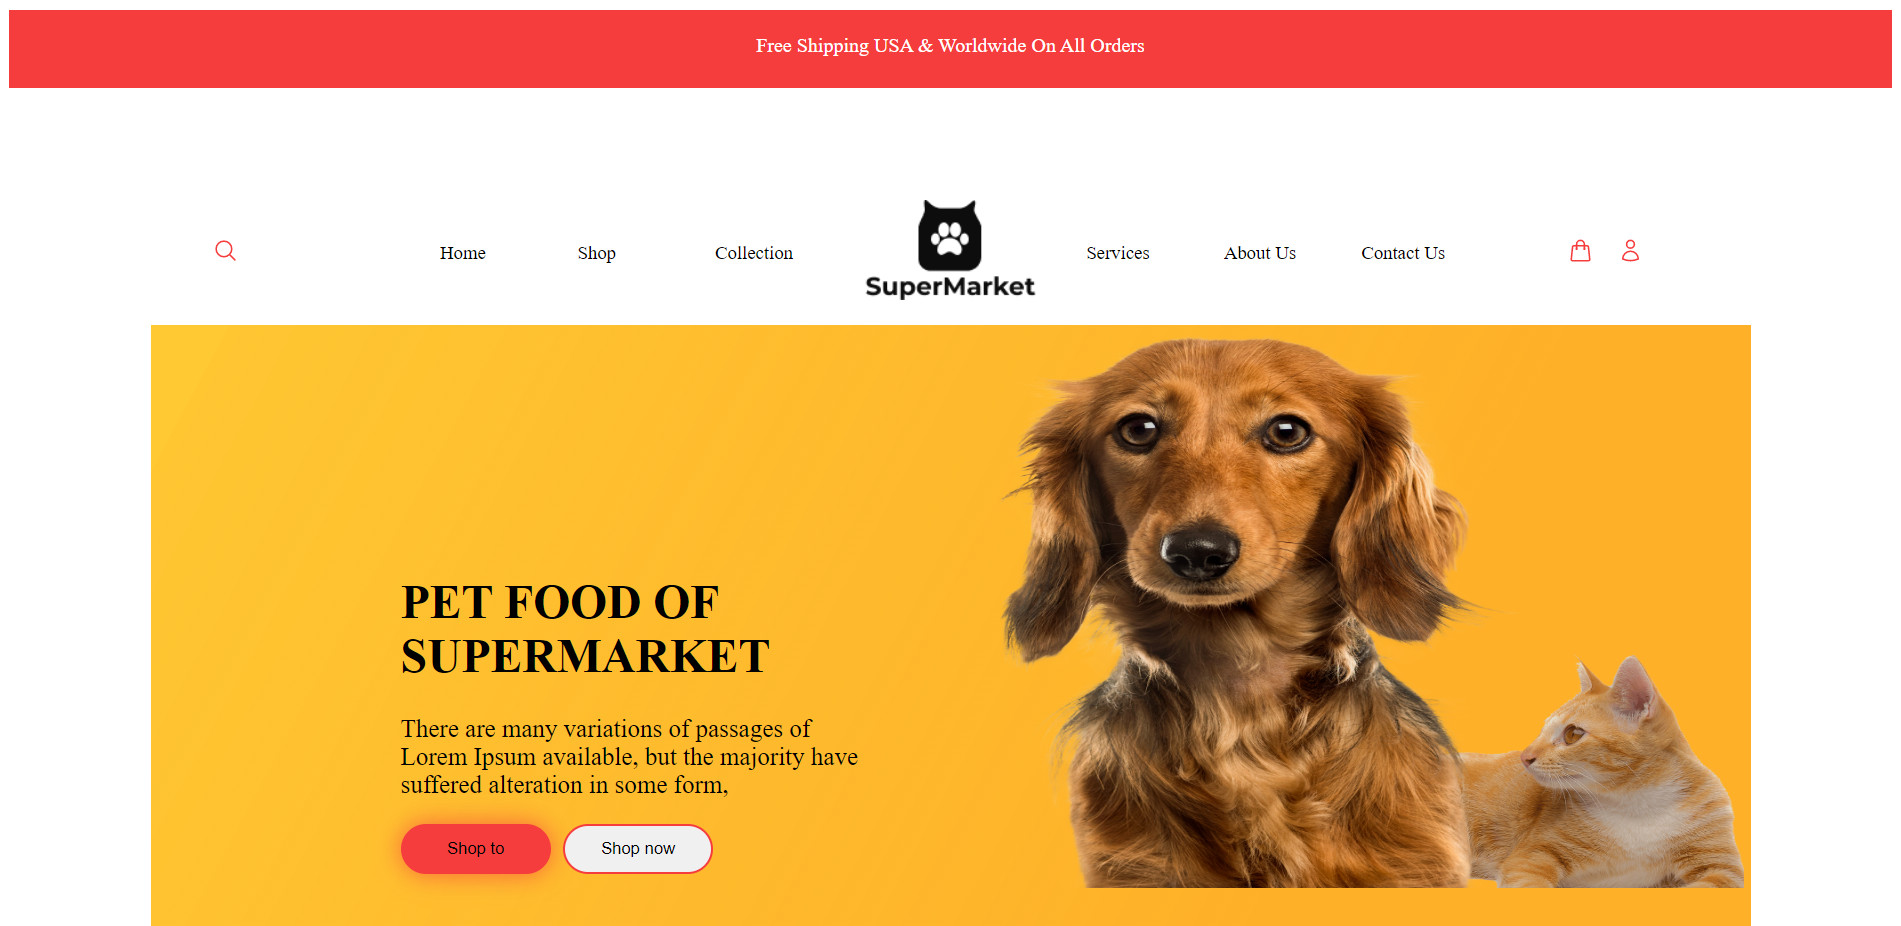 Free Shipping USA & Worldwide On All Orders
Home
Shop
Collection
SuperMarket
Services
About Us
Contact Us
PET FOOD OF
SUPERMARKET
There are many variations of passages of
Lorem Ipsum available, but the majority have
suffered alteration in some form,
Shop to
Shop now